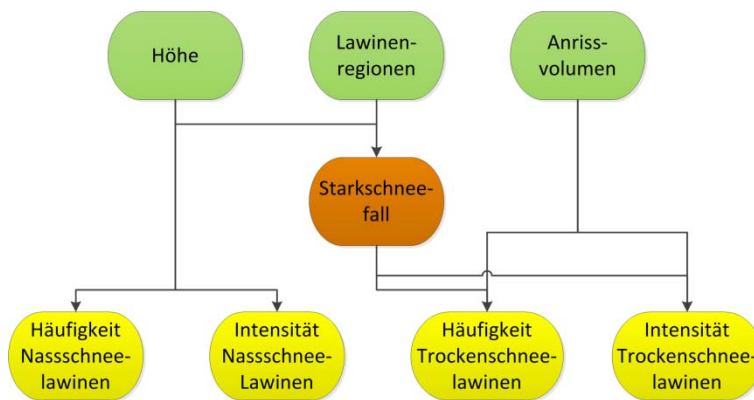 Höhe
Lawinen-
regionen
Anriss-
volumen
Starkschnee-
fall
Häufigkeit
Nassschnee-
lawinen
Intensität
Nassschnee-
Lawinen
Häufigkeit
Trockenschnee-
lawinen
Intensität
Trockenschnee-
lawinen